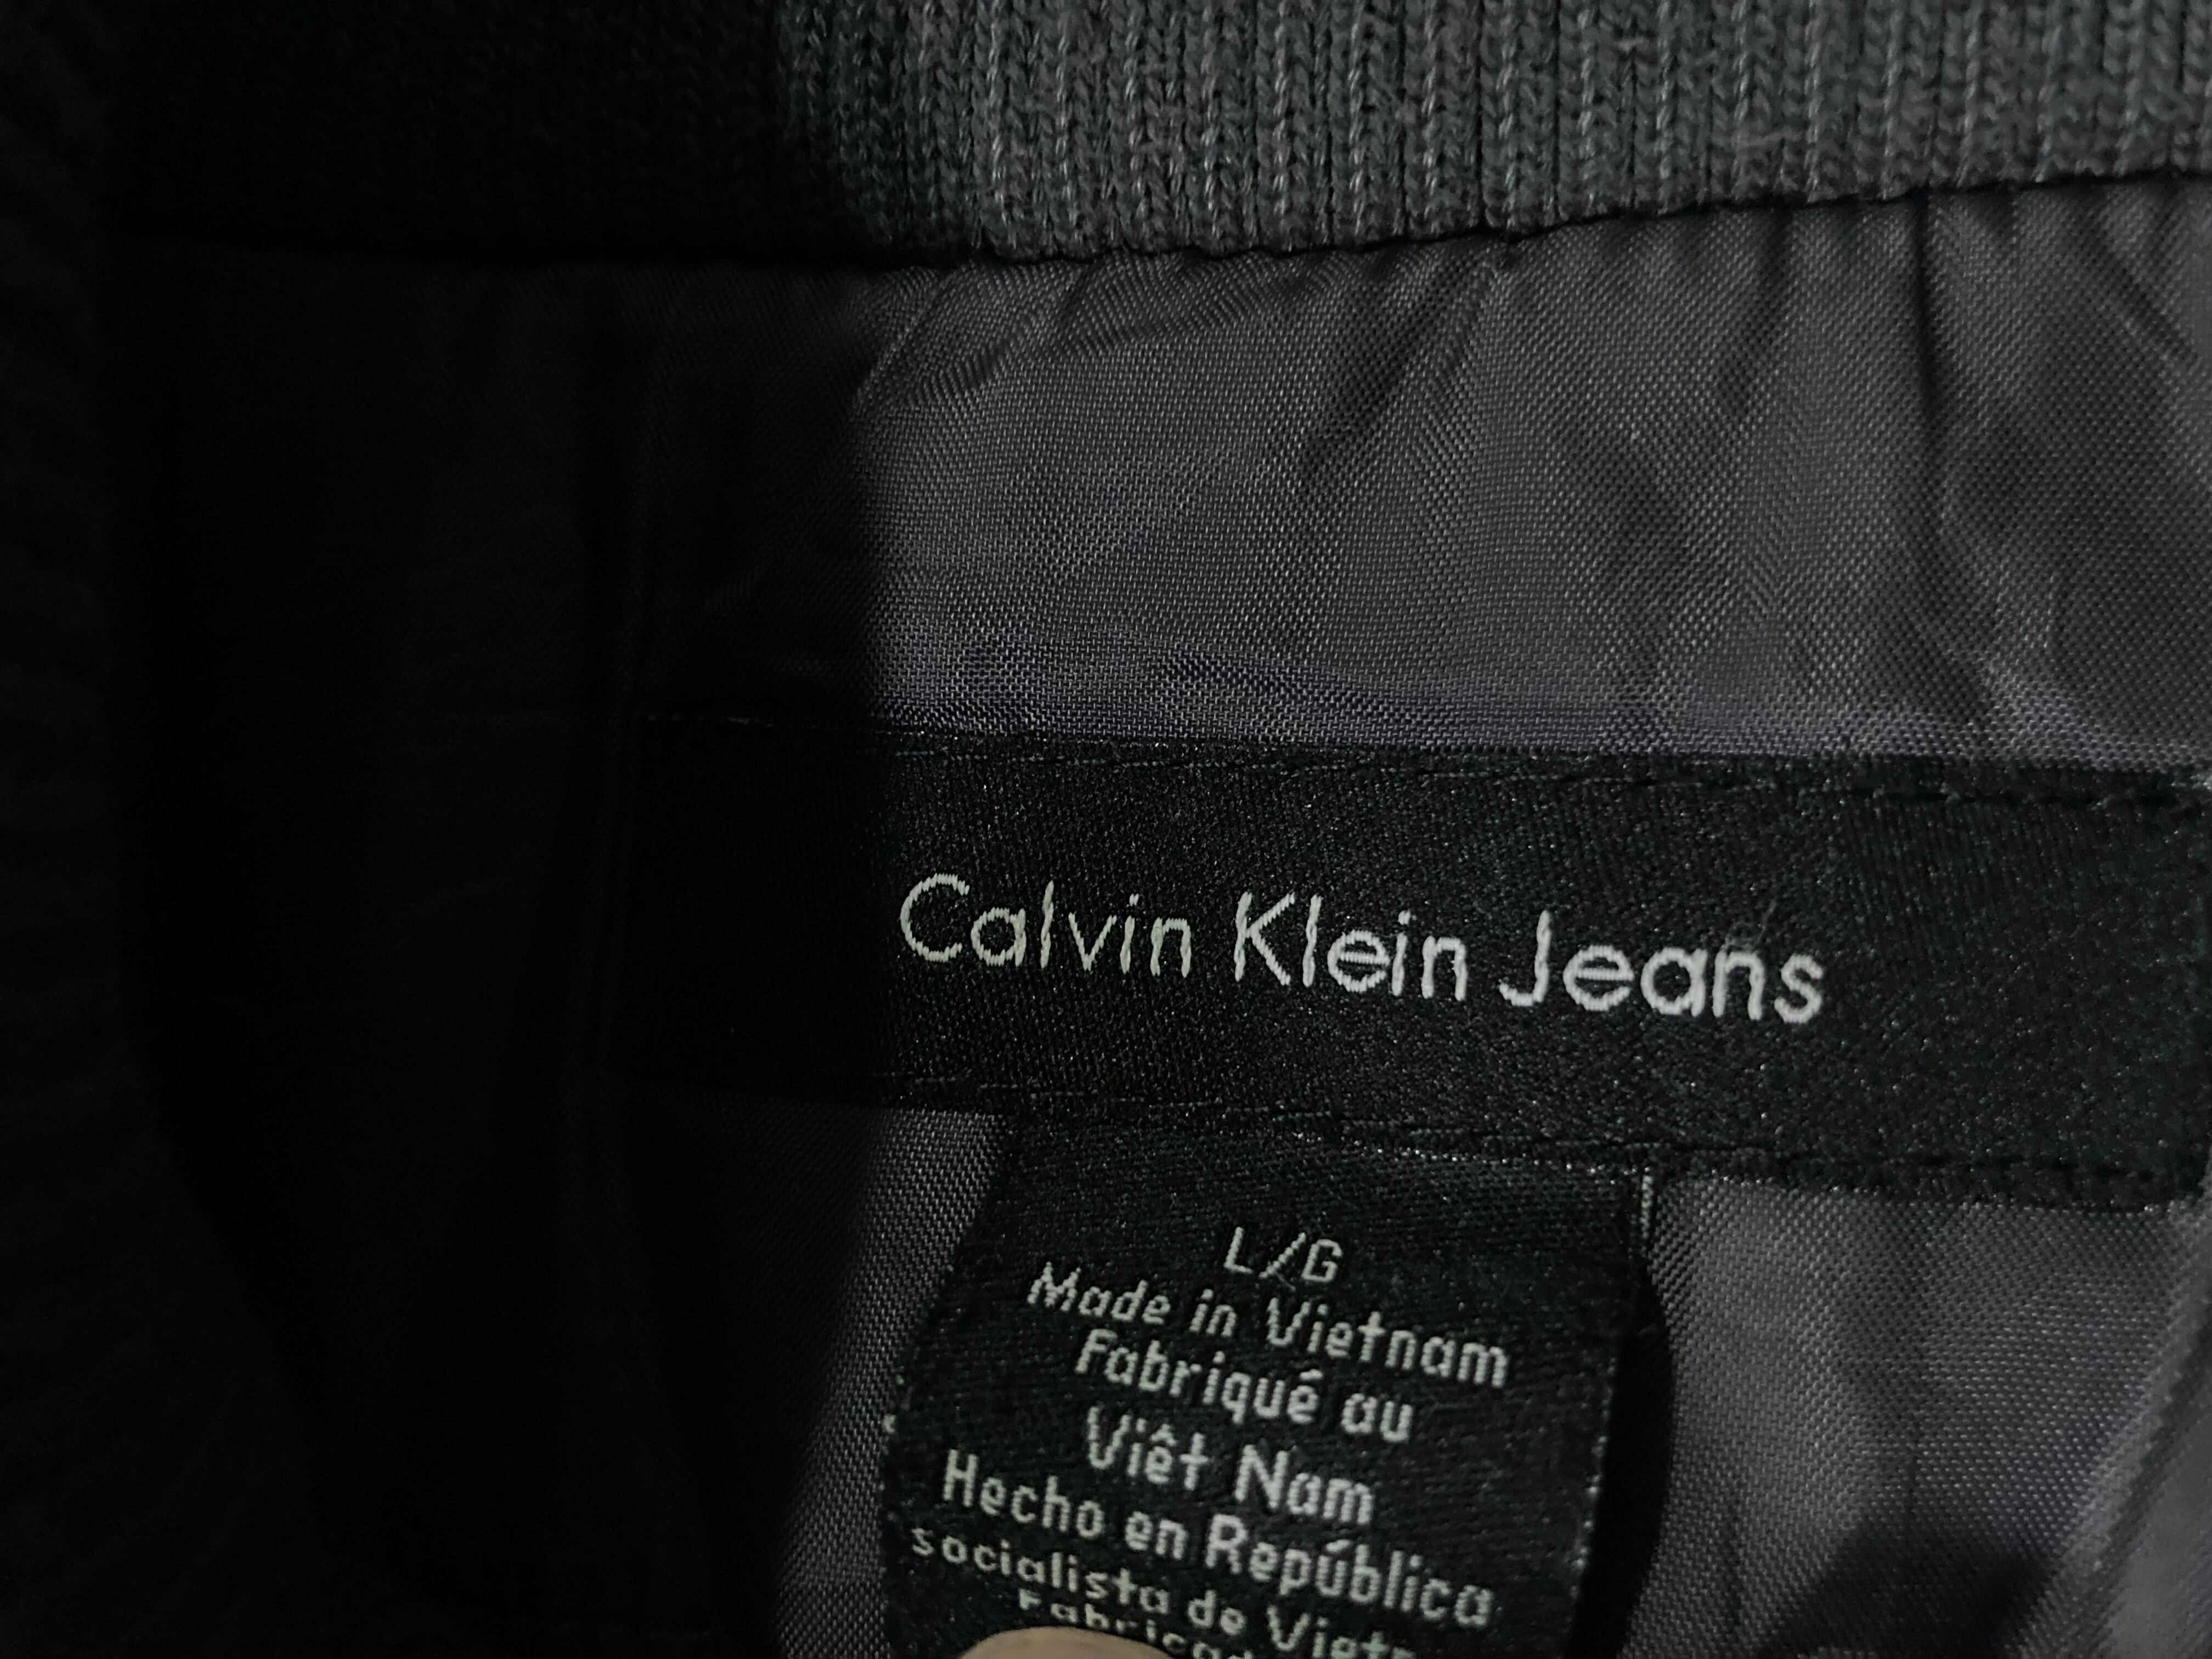 Calvin Klein Jeans
L/G
Made in Vietnam
Fabriqué au
Viêt Nam
Hecho en República
socialista de